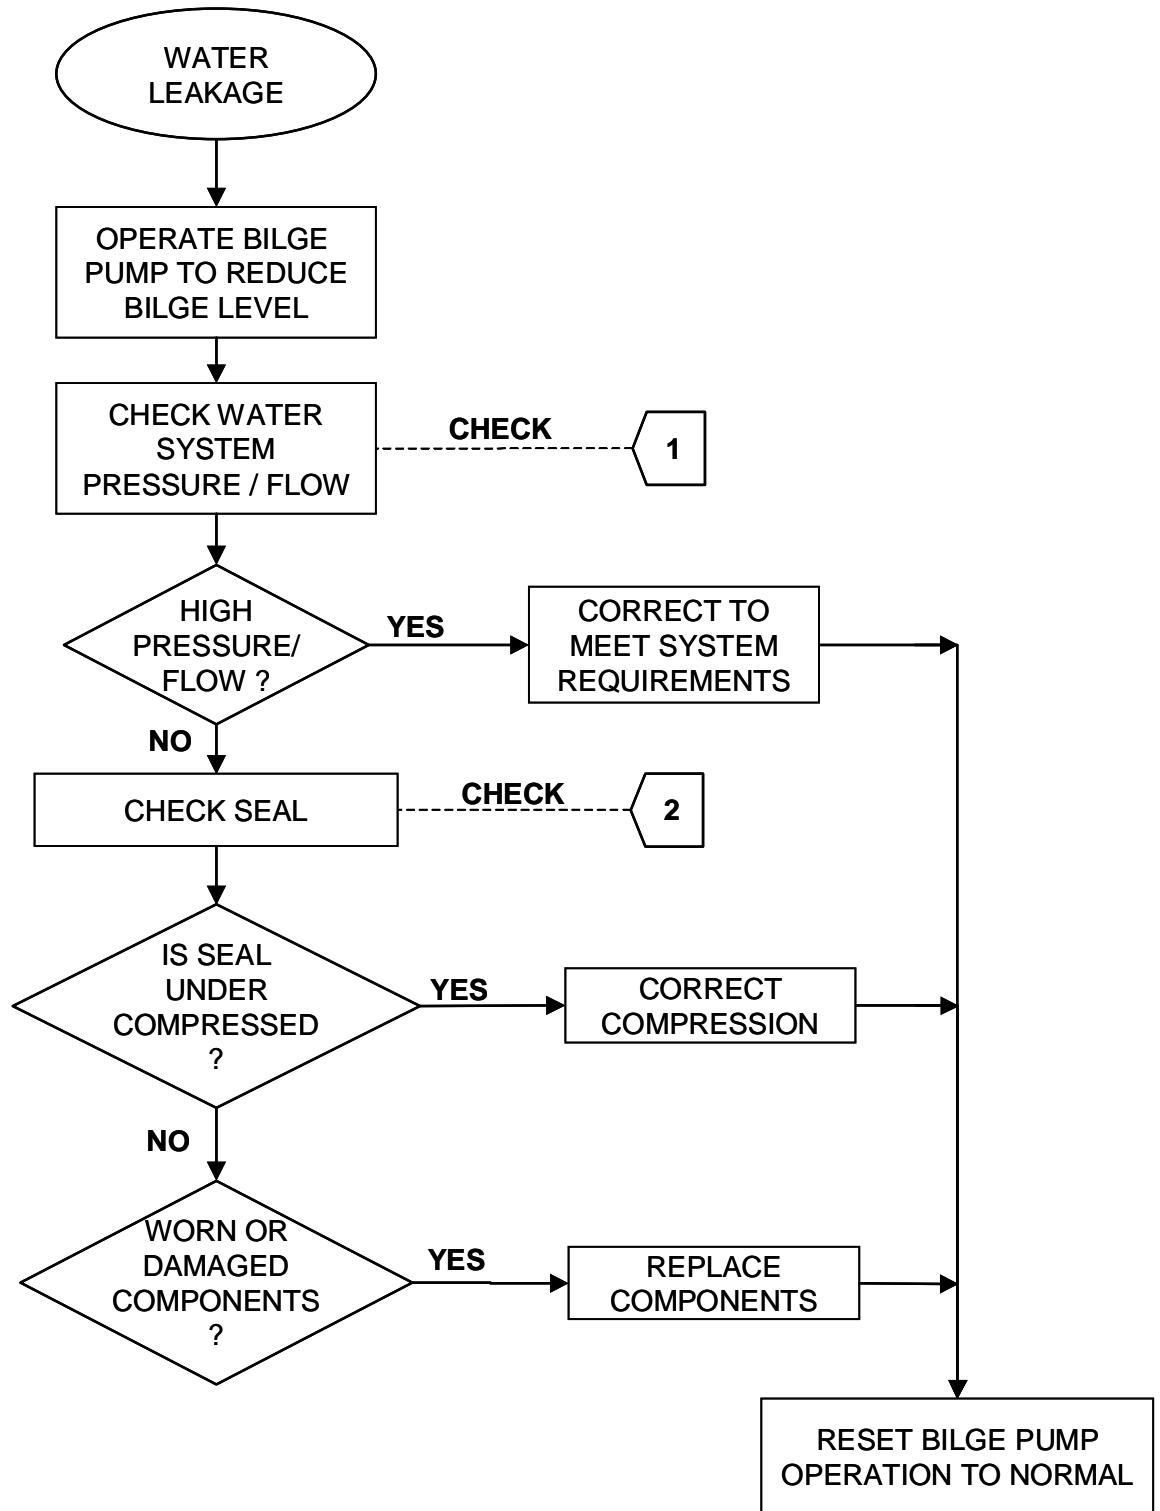 WATER
LEAKAGE
OPERATE BILGE
PUMP TO REDUCE
BILGE LEVEL
CHECK WATER
SYSTEM
PRESSURE / FLOW
CHECK
1
HIGH
PRESSURE/
FLOW ?
YES
CORRECT TO
MEET SYSTEM
REQUIREMENTS
NO
CHECK SEAL
CHECK
2
IS SEAL
UNDER
COMPRESSED
?
YES
CORRECT
COMPRESSION
NO
WORN OR
DAMAGED
COMPONENTS
?
YES
REPLACE
COMPONENTS
RESET BILGE PUMP
OPERATION TO NORMAL